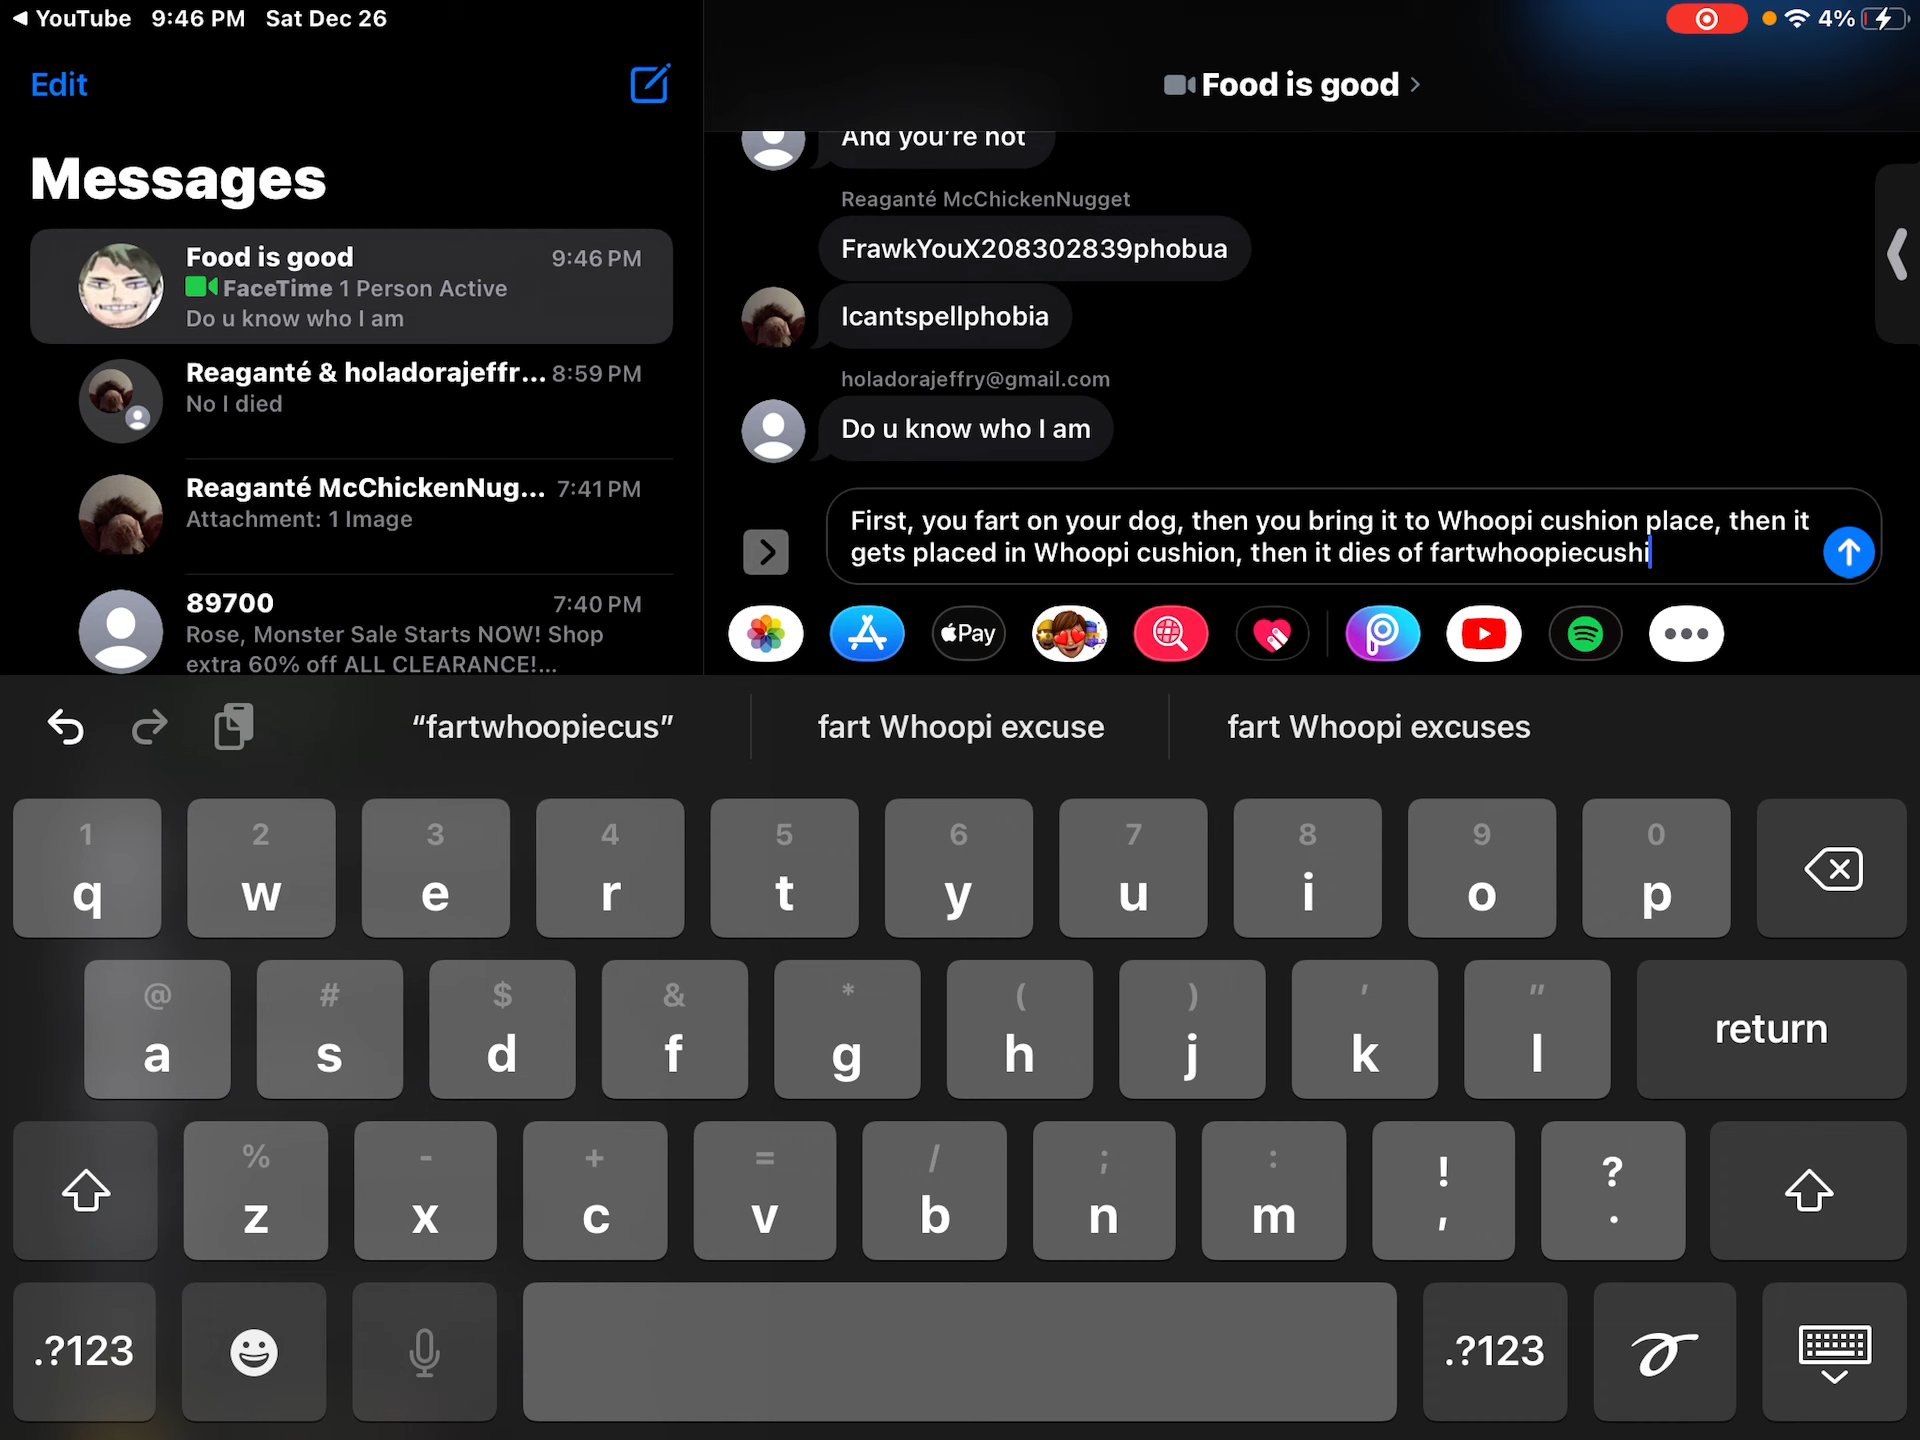 YouTube 9:46 PM Sat Dec 26
4%
Edit
Messages
Food is good
9:46 PM
FaceTime 1 Person Active
Do u know who I am
Reaganté & holadorajeffr... 8:59 PM
No I died
Reaganté McChickenNug... 7:41 PM
Attachment: 1 Image
89700
7:40 PM
Rose, Monster Sale Starts NOW! Shop
extra 60% off ALL CLEARANCE!...
Food is good
And you're not
Reaganté McChickenNugget
FrawkYouX208302839phobua
Icantspellphobia
holadorajeffry@gmail.com
Do u know who I am
First, you fart on your dog, then you bring it to Whoopi cushion place, then it
gets placed in Whoopi cushion, then it dies of fartwhoopiecushi
Pay
“fartwhoopiecus” fart Whoopi excuse fart Whoopi excuses
1 2 3 4 5 6 7 8 9 0
q w e r t y u i o p
@ # $ & * ( ) ' "
a s d f g h j k l return
% - + = / ; : ! ?
z x c v b n m , .
.?123 .?123